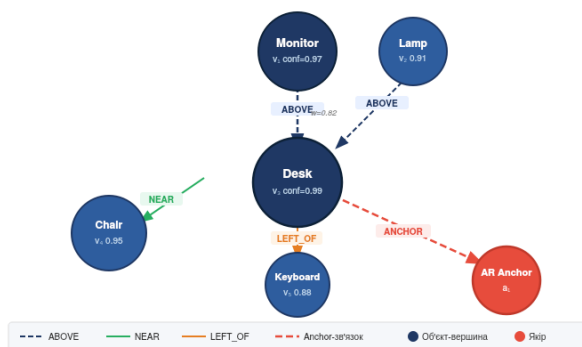 Monitor
v₁ conf=0.97
Lamp
v₅ 0.91
ABOVE
w=0.82
ABOVE
Desk
v₂ conf=0.99
NEAR
Chair
v₄ 0.95
LEFT_OF
ANCHOR
Keyboard
v₃ 0.88
AR Anchor
a₁
ABOVE
NEAR
LEFT_OF
Anchor-зв'язок
Об'єкт-вершина
Якір